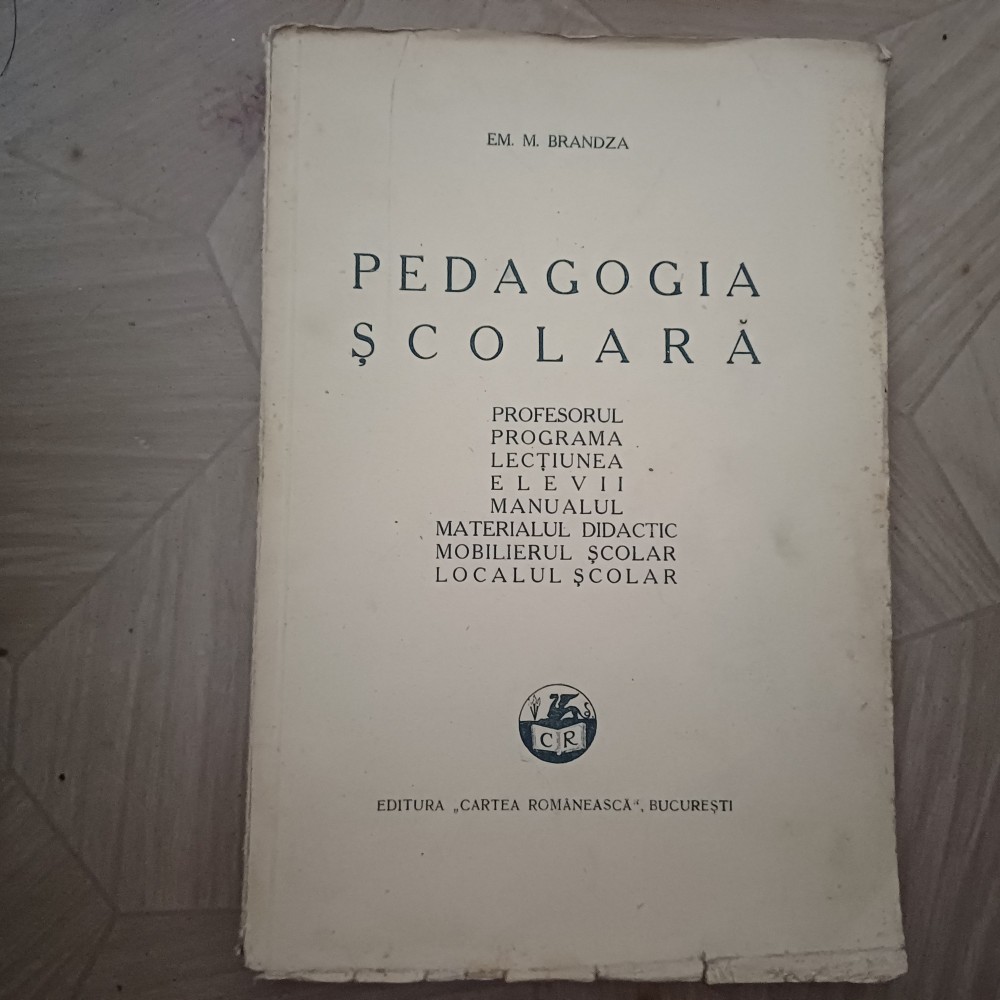 EM. M. BRANDZA
PEDAGOGIA
ȘCOLARĂ
PROFESORUL
PROGRAMA
LECȚIUNEA
ELEVII
MANUALUL
MATERIALUL DIDACTIC
MOBILIERUL ȘCOLAR
LOCALUL ȘCOLAR
C R
EDITURA „CARTEA ROMÂNEASCĂ“, BUCUREȘTI